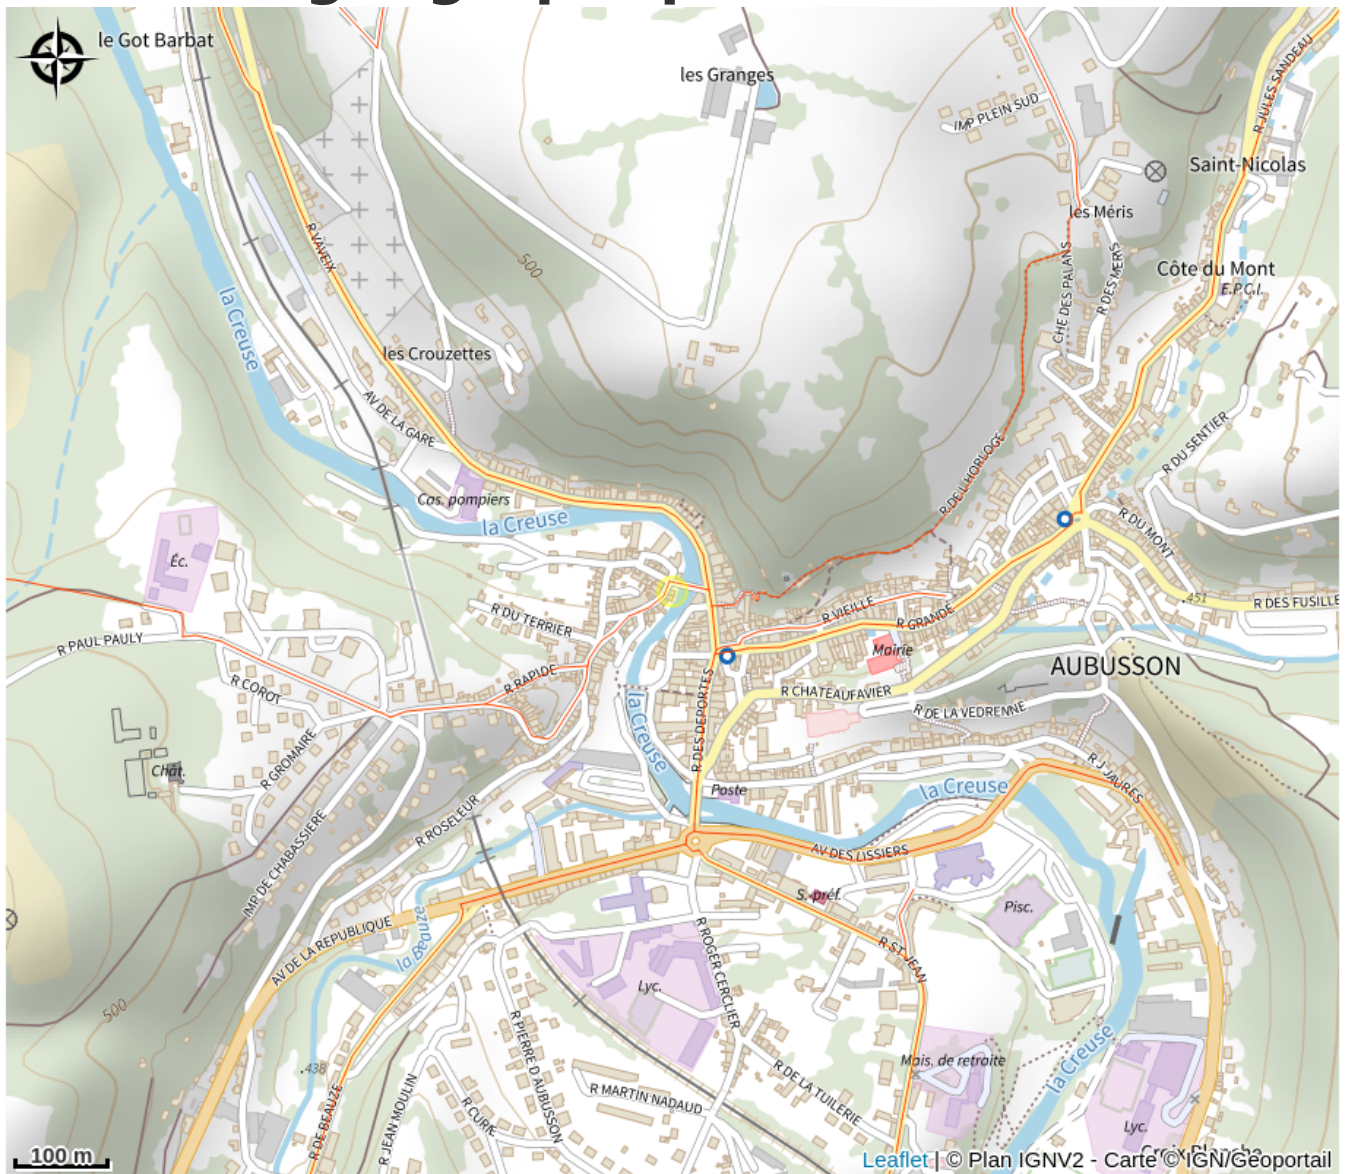 le Got Barbat
les Granges
IMP PLEIN SUD
R JULES SANDEAU
Saint-Nicolas
les Méris
R VAVEIX
500
CHE DES PALANS
R DES MERS
Côte du Mont
E.P.C.I.
la Creuse
les Crouzettes
AV DE LA GARE
R DU SENTIER
R DE L'HORLOGE
Cas. pompiers
la Creuse
R DU MONT
Éc.
R DU TERRIER
R VIEILLE
R GRANDE
.451
R DES FUSILLE
R PAUL PAULY
Mairie
AUBUSSON
R RAPIDE
R COROT
R CHATEAUFAVIER
R DE LA VEDRENNE
R DES DEPORTES
la Creuse
R GROMAIRE
Chât.
R J JAURES
Poste
la Creuse
R ROSELEUR
IMP DE CHABASSIERE
AV DES LISSIERS
S.-préf.
Pisc.
AV DE LA REPUBLIQUE
la Beauze
R ROGER CERCLIER
R ST JEAN
Lyc.
500
R PIERRE D'AUBUSSON
.438
Mais. de retraite
la Creuse
R DE BEAUZE
R JEAN MOULIN
R CURIE
R MARTIN NADAUD
R DE LA TUILERIE
Lyc.
100 m
Leaflet | © Plan IGNV2 - Carte © IGN/Geoportail